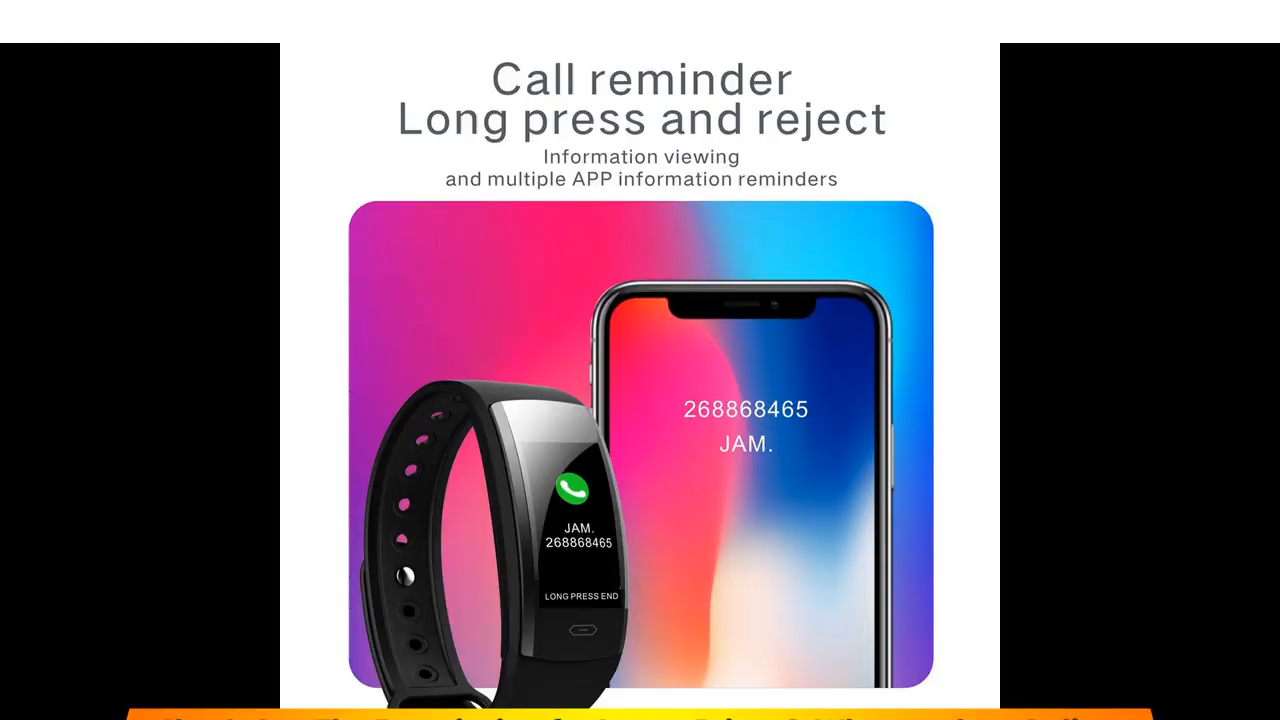 Call reminder
Long press and reject
Information viewing
and multiple APP information reminders
268868465
JAM.
JAM.
268868465
LONG PRESS END